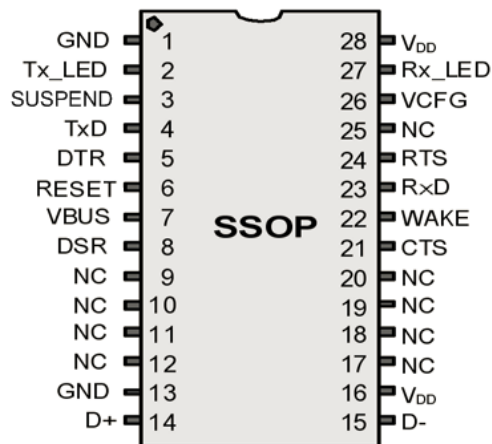 GND 1 28 VDD
Tx_LED 2 27 Rx_LED
SUSPEND 3 26 VCFG
TxD 4 25 NC
DTR 5 24 RTS
RESET 6 23 RxD
VBUS 7 SSOP 22 WAKE
DSR 8 21 CTS
NC 9 20 NC
NC 10 19 NC
NC 11 18 NC
NC 12 17 NC
GND 13 16 VDD
D+ 14 15 D-